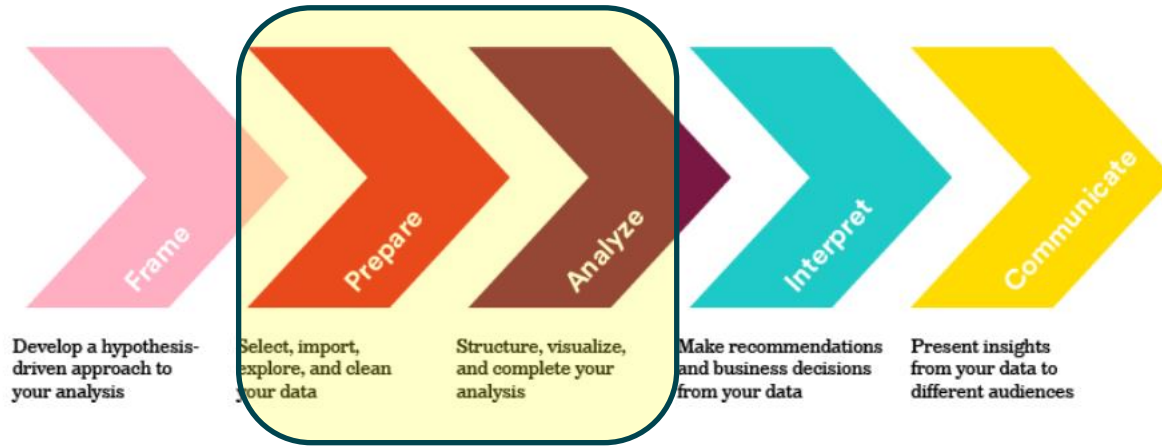 Frame
Prepare
Analyze
Interpret
Communicate
Develop a hypothesis-
driven approach to
your analysis
Select, import,
explore, and clean
your data
Structure, visualize,
and complete your
analysis
Make recommendations
and business decisions
from your data
Present insights
from your data to
different audiences